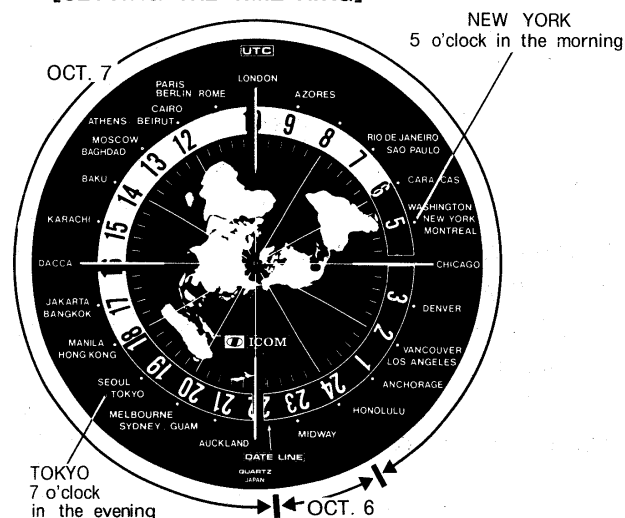 NEW YORK
5 o'clock in the morning
OCT. 7
UTC
LONDON
PARIS
BERLIN ROME
AZORES
CAIRO
ATHENS BEIRUT
RIO DE JANEIRO
SAO PAULO
MOSCOW
BAGHDAD
CARACAS
BAKU
WASHINGTON
NEW YORK
MONTREAL
KARACHI
DACCA
CHICAGO
JAKARTA
BANGKOK
DENVER
MANILA
HONG KONG
VANCOUVER
LOS ANGELES
SEOUL
TOKYO
ANCHORAGE
MELBOURNE
SYDNEY, GUAM
HONOLULU
AUCKLAND
MIDWAY
DATE LINE
QUARTZ
JAPAN
10
9
8
7
6
5
3
2
1
24
23
22
21
20
19
18
17
16
15
14
13
12
ICOM
TOKYO
7 o'clock
in the evening
OCT. 6